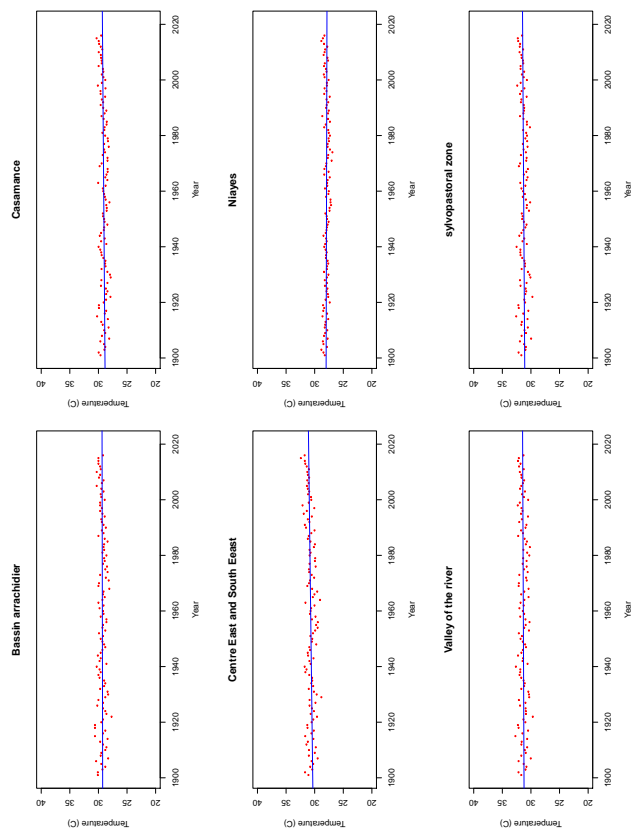 Bassin arrachidier
Temperature (C)
40
35
30
25
20
1900 1920 1940 1960 1980 2000 2020
Year
Casamance
Temperature (C)
40
35
30
25
20
1900 1920 1940 1960 1980 2000 2020
Year
Centre East and South Eeast
Temperature (C)
40
35
30
25
20
1900 1920 1940 1960 1980 2000 2020
Year
Niayes
Temperature (C)
40
35
30
25
20
1900 1920 1940 1960 1980 2000 2020
Year
Valley of the river
Temperature (C)
40
35
30
25
20
1900 1920 1940 1960 1980 2000 2020
Year
sylvopastoral zone
Temperature (C)
40
35
30
25
20
1900 1920 1940 1960 1980 2000 2020
Year